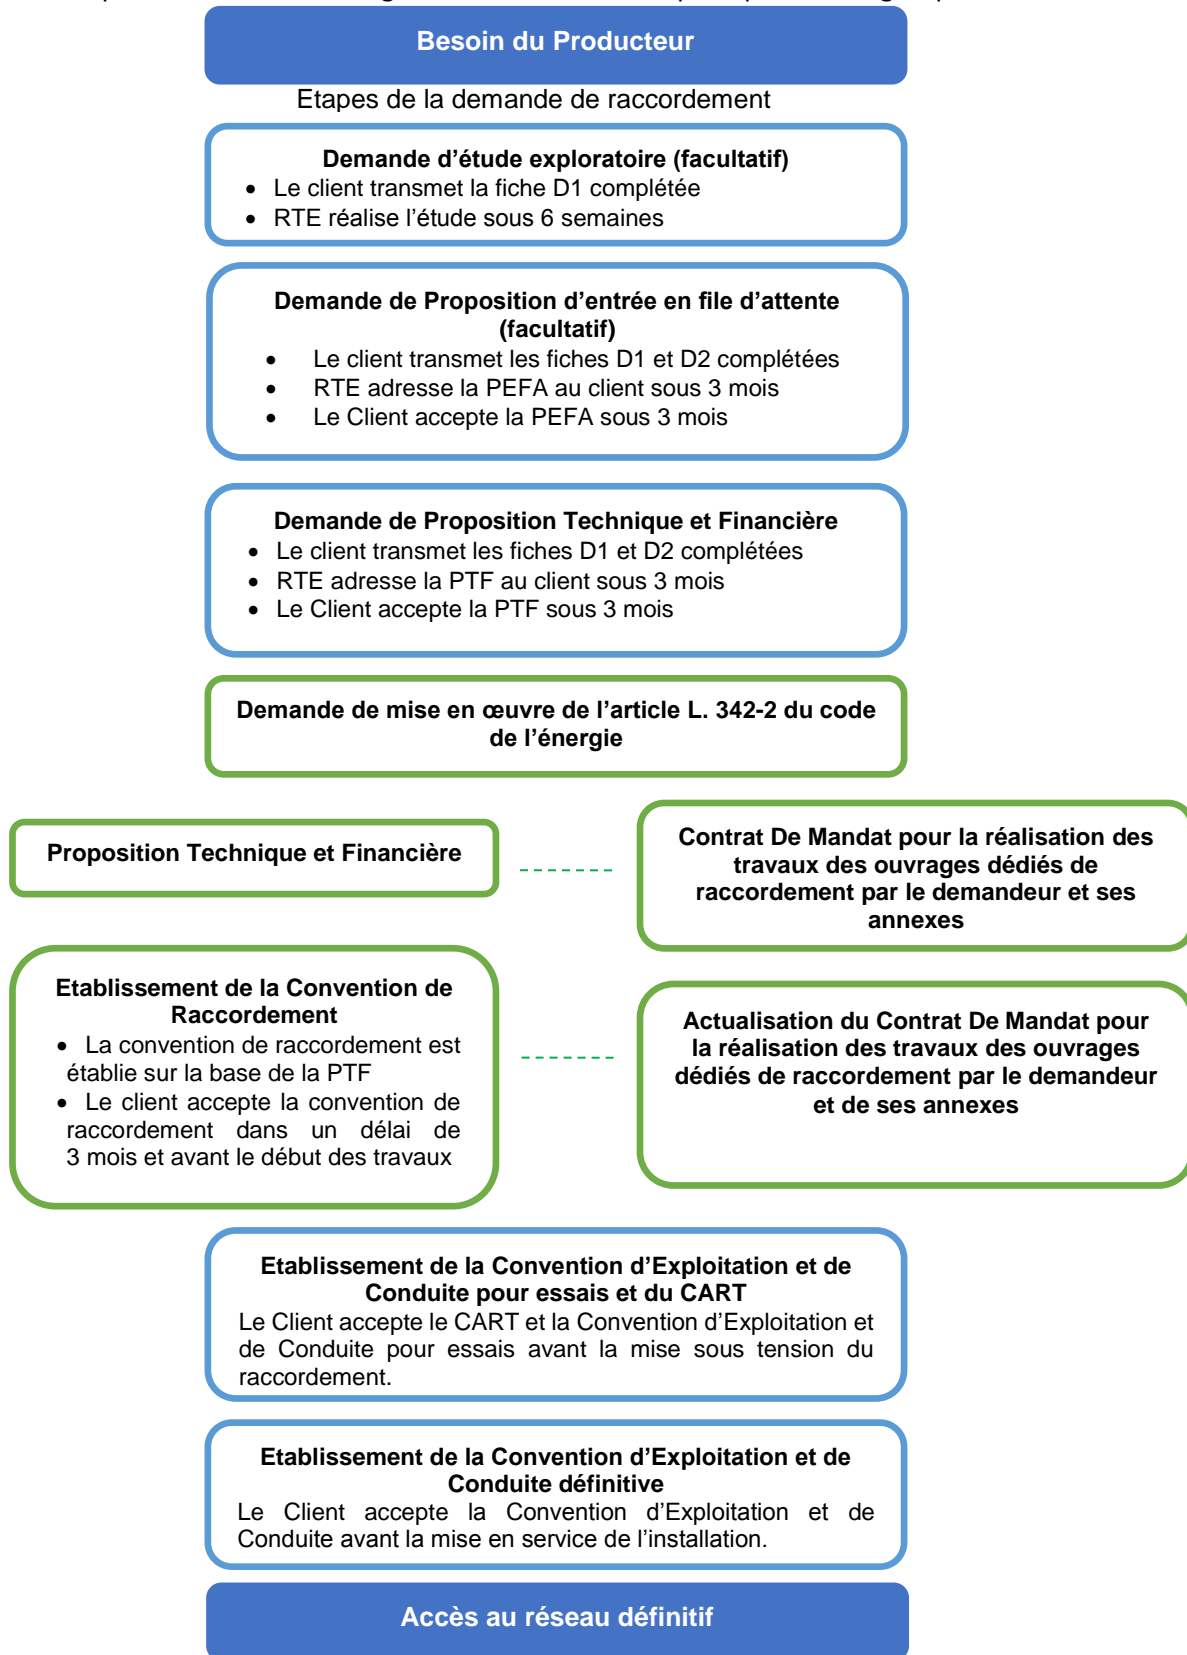 Besoin du Producteur
Etapes de la demande de raccordement
Demande d'étude exploratoire (facultatif)
• Le client transmet la fiche D1 complétée
• RTE réalise l'étude sous 6 semaines
Demande de Proposition d'entrée en file d'attente
(facultatif)
• Le client transmet les fiches D1 et D2 complétées
• RTE adresse la PEFA au client sous 3 mois
• Le Client accepte la PEFA sous 3 mois
Demande de Proposition Technique et Financière
• Le client transmet les fiches D1 et D2 complétées
• RTE adresse la PTF au client sous 3 mois
• Le Client accepte la PTF sous 3 mois
Demande de mise en œuvre de l'article L. 342-2 du code
de l'énergie
Proposition Technique et Financière
Contrat De Mandat pour la réalisation des
travaux des ouvrages dédiés de
raccordement par le demandeur et ses
annexes
Etablissement de la Convention de
Raccordement
• La convention de raccordement est
établie sur la base de la PTF
• Le client accepte la convention de
raccordement dans un délai de
3 mois et avant le début des travaux
Actualisation du Contrat De Mandat pour
la réalisation des travaux des ouvrages
dédiés de raccordement par le demandeur
et de ses annexes
Etablissement de la Convention d'Exploitation et de
Conduite pour essais et du CART
Le Client accepte le CART et la Convention d'Exploitation et
de Conduite pour essais avant la mise sous tension du
raccordement.
Etablissement de la Convention d'Exploitation et de
Conduite définitive
Le Client accepte la Convention d'Exploitation et de
Conduite avant la mise en service de l'installation.
Accès au réseau définitif